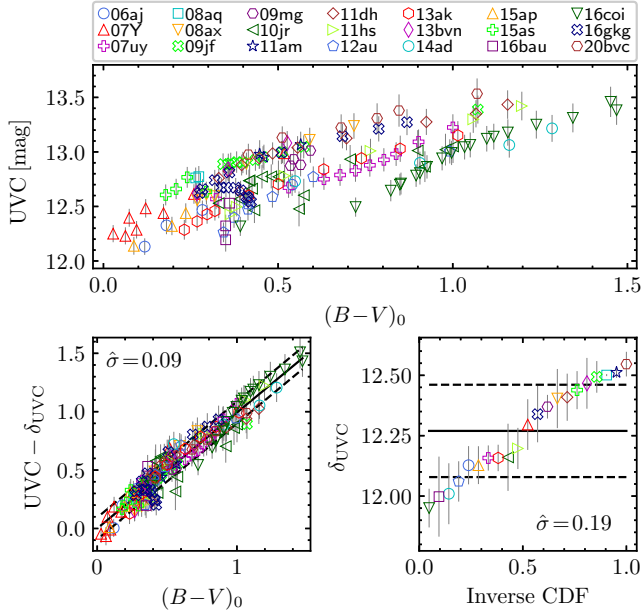 06aj 08aq 09mg 11dh 13ak 15ap 16coi
07Y 08ax 10jr 11hs 13bvn 15as 16gkg
07uy 09jf 11am 12au 14ad 16bau 20bvc
UVC [mag]
13.5
13.0
12.5
12.0
0.0 0.5 1.0 1.5
(B−V)₀
UVC − δUVC
1.5
1.0
0.5
0.0
σ̂=0.09
0 1
(B−V)₀
δUVC
12.50
12.25
12.00
σ̂=0.19
0.0 0.5 1.0
Inverse CDF